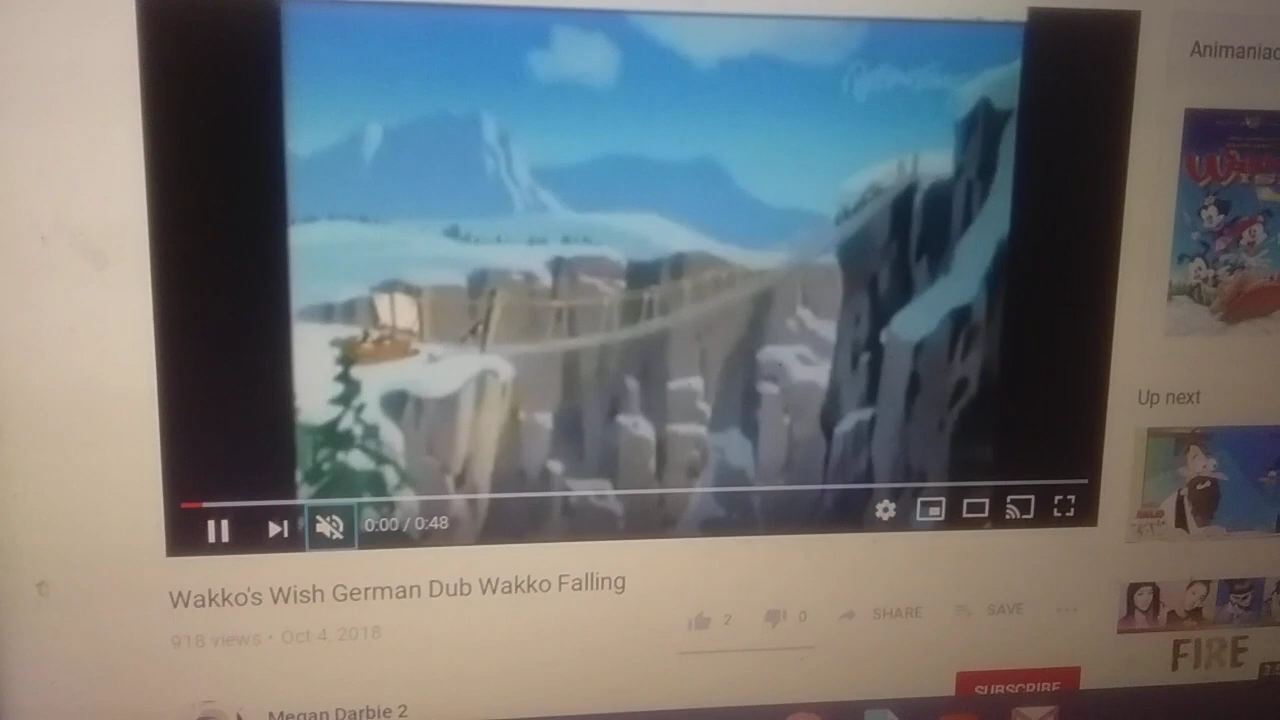 Animaniac
Up next
0:00 / 0:48
Wakko's Wish German Dub Wakko Falling
918 views • Oct 4, 2018
2
0
SHARE
SAVE
FIRE
SUBSCRIBE
Megan Darbie 2